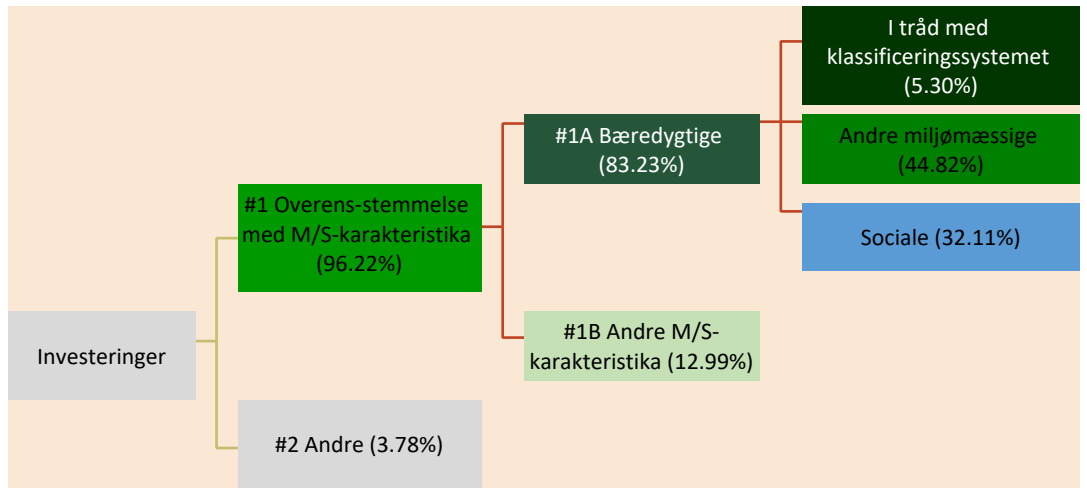 I tråd med
klassificeringssystemet
(5.30%)
#1A Bæredygtige
(83.23%)
Andre miljømæssige
(44.82%)
#1 Overens-stemmelse
med M/S-karakteristika
(96.22%)
Sociale (32.11%)
Investeringer
#1B Andre M/S-
karakteristika (12.99%)
#2 Andre (3.78%)